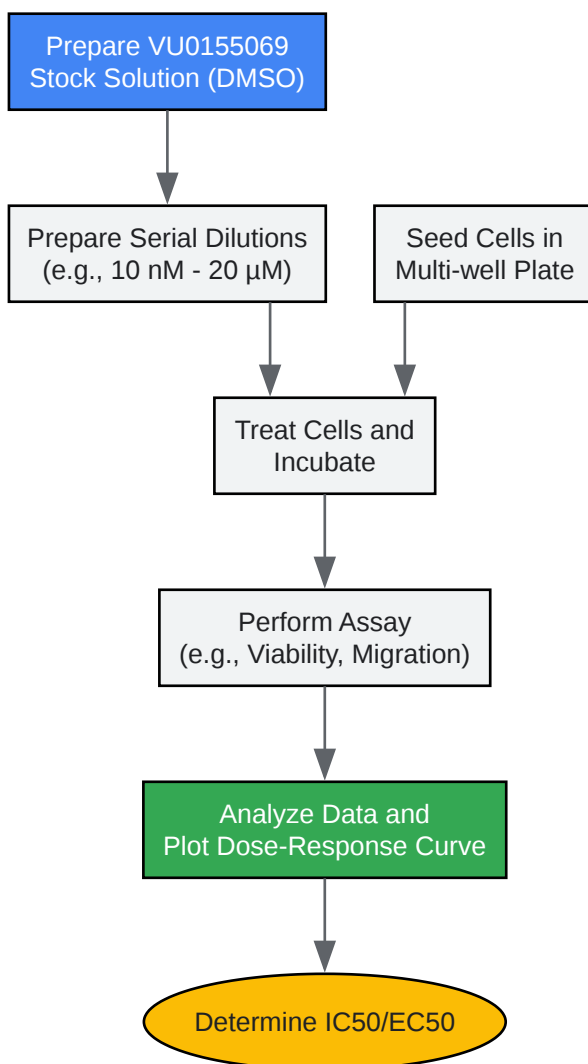 Prepare VU0155069
Stock Solution (DMSO)
Prepare Serial Dilutions
(e.g., 10 nM - 20 µM)
Seed Cells in
Multi-well Plate
Treat Cells and
Incubate
Perform Assay
(e.g., Viability, Migration)
Analyze Data and
Plot Dose-Response Curve
Determine IC50/EC50